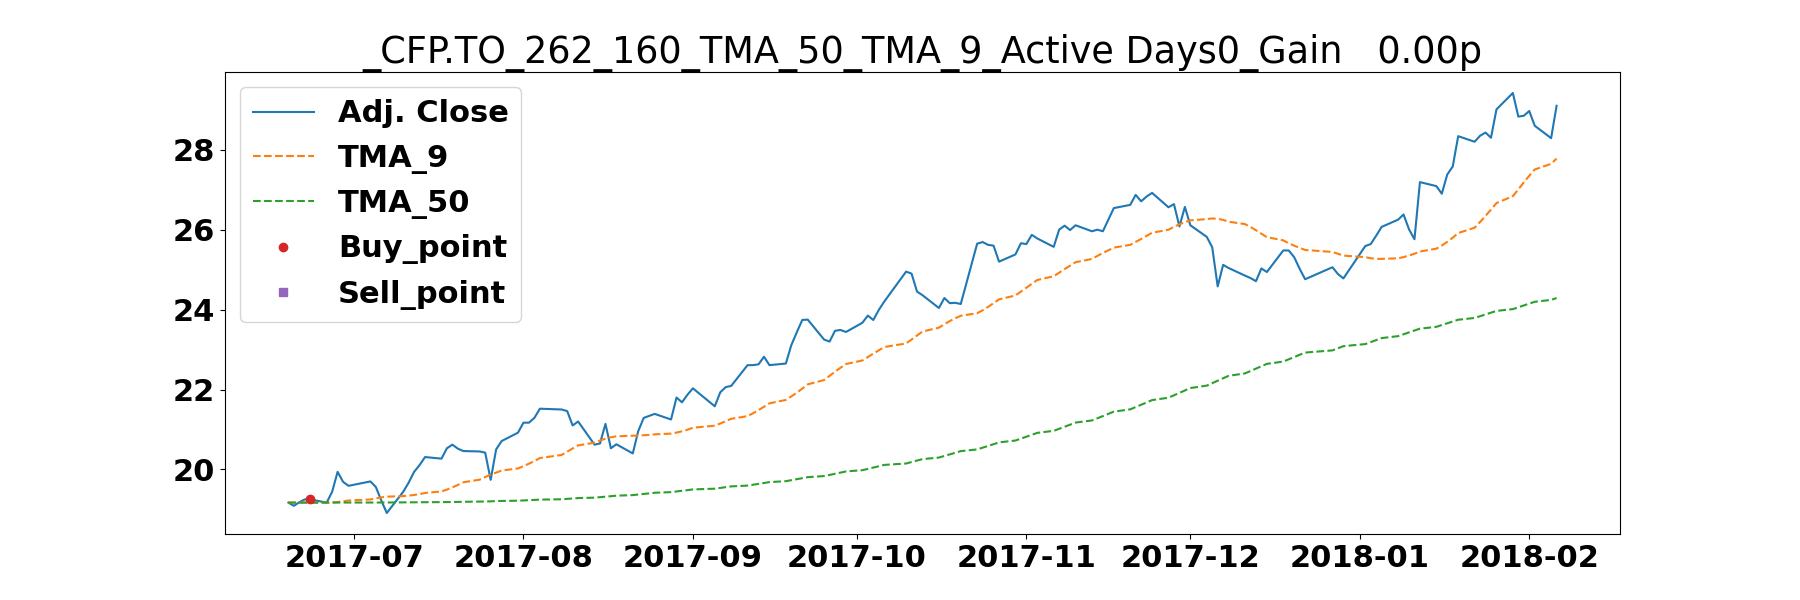 _CFP.TO_262_160_TMA_50_TMA_9_Active Days0_Gain   0.00p
Adj. Close
TMA_9
TMA_50
Buy_point
Sell_point
28
26
24
22
20
2017-07 2017-08 2017-09 2017-10 2017-11 2017-12 2018-01 2018-02